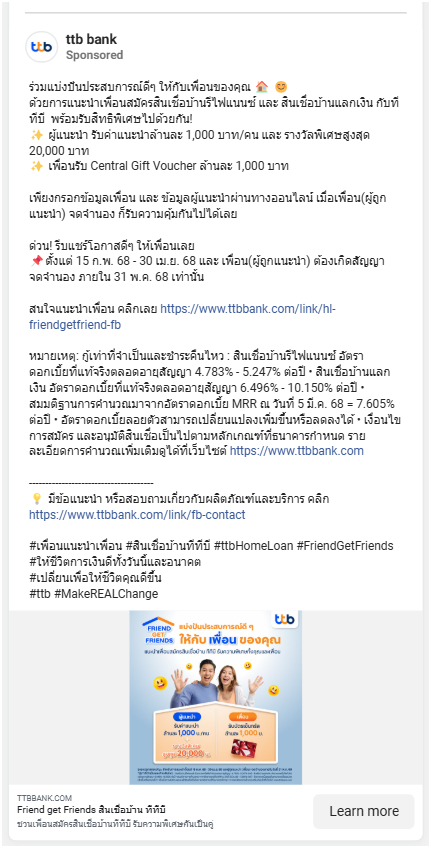 ttb bank
Sponsored
ร่วมแบ่งปันประสบการณ์ดีๆ ให้กับเพื่อนของคุณ 🏠 😊
ด้วยการแนะนำเพื่อนสมัครสินเชื่อบ้านรีไฟแนนซ์ และ สินเชื่อบ้านแลกเงิน กับที
ทีบี พร้อมรับสิทธิพิเศษไปด้วยกัน!
✨ ผู้แนะนำ รับค่าแนะนำล้านละ 1,000 บาท/คน และ รางวัลพิเศษสูงสุด
20,000 บาท
✨ เพื่อนรับ Central Gift Voucher ล้านละ 1,000 บาท
เพียงกรอกข้อมูลเพื่อน และ ข้อมูลผู้แนะนำผ่านทางออนไลน์ เมื่อเพื่อน(ผู้ถูก
แนะนำ) จดจำนอง ก็รับความคุ้มกันไปได้เลย
ด่วน! รีบแชร์โอกาสดีๆ ให้เพื่อนเลย
📌ตั้งแต่ 15 ก.พ. 68 - 30 เม.ย. 68 และ เพื่อน(ผู้ถูกแนะนำ) ต้องเกิดสัญญา
จดจำนอง ภายใน 31 พ.ค. 68 เท่านั้น
สนใจแนะนำเพื่อน คลิกเลย https://www.ttbbank.com/link/hl-
friendgetfriend-fb
หมายเหตุ: กู้เท่าที่จำเป็นและชำระคืนไหว : สินเชื่อบ้านรีไฟแนนซ์ อัตรา
ดอกเบี้ยที่แท้จริงตลอดอายุสัญญา 4.783% - 5.247% ต่อปี • สินเชื่อบ้านแลก
เงิน อัตราดอกเบี้ยที่แท้จริงตลอดอายุสัญญา 6.496% - 10.150% ต่อปี •
สมมติฐานการคำนวณมาจากอัตราดอกเบี้ย MRR ณ วันที่ 5 มี.ค. 68 = 7.605%
ต่อปี • อัตราดอกเบี้ยลอยตัวสามารถเปลี่ยนแปลงเพิ่มขึ้นหรือลดลงได้ • เงื่อนไข
การสมัคร และอนุมัติสินเชื่อเป็นไปตามหลักเกณฑ์ที่ธนาคารกำหนด ราย
ละเอียดการคำนวณเพิ่มเติมดูได้ที่เว็บไซต์ https://www.ttbbank.com
--------------------------------------
💡 มีข้อแนะนำ หรือสอบถามเกี่ยวกับผลิตภัณฑ์และบริการ คลิก
https://www.ttbbank.com/link/fb-contact
#เพื่อนแนะนำเพื่อน #สินเชื่อบ้านทีทีบี #ttbHomeLoan #FriendGetFriends
#ให้ชีวิตการเงินดีทั้งวันนี้และอนาคต
#เปลี่ยนเพื่อให้ชีวิตคุณดีขึ้น
#ttb #MakeREALChange
ttb
FRIEND
GET
FRIENDS
แบ่งปันประสบการณ์ดี ๆ
ให้กับ เพื่อน ของคุณ
แนะนำเพื่อนสมัครสินเชื่อบ้าน ทีทีบี รับความพิเศษทั้งคุณและเพื่อน
ผู้แนะนำ
รับค่าแนะนำ
ล้านละ 1,000 บ./คน
20,000
เพื่อน
ล้านละ 1,000 บ.
TTBBANK.COM
Friend get Friends สินเชื่อบ้าน ทีทีบี
ชวนเพื่อนสมัครสินเชื่อบ้านทีทีบี รับความพิเศษกันเป็นคู่
Learn more